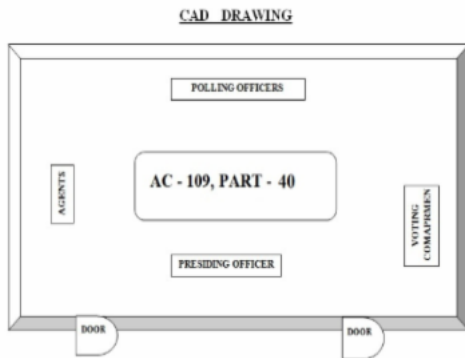 CAD DRAWING
POLLING OFFICERS
AGENTS
AC - 109, PART - 40
VOTING
COMAPRMEN
PRESIDING OFFICER
DOOR
DOOR